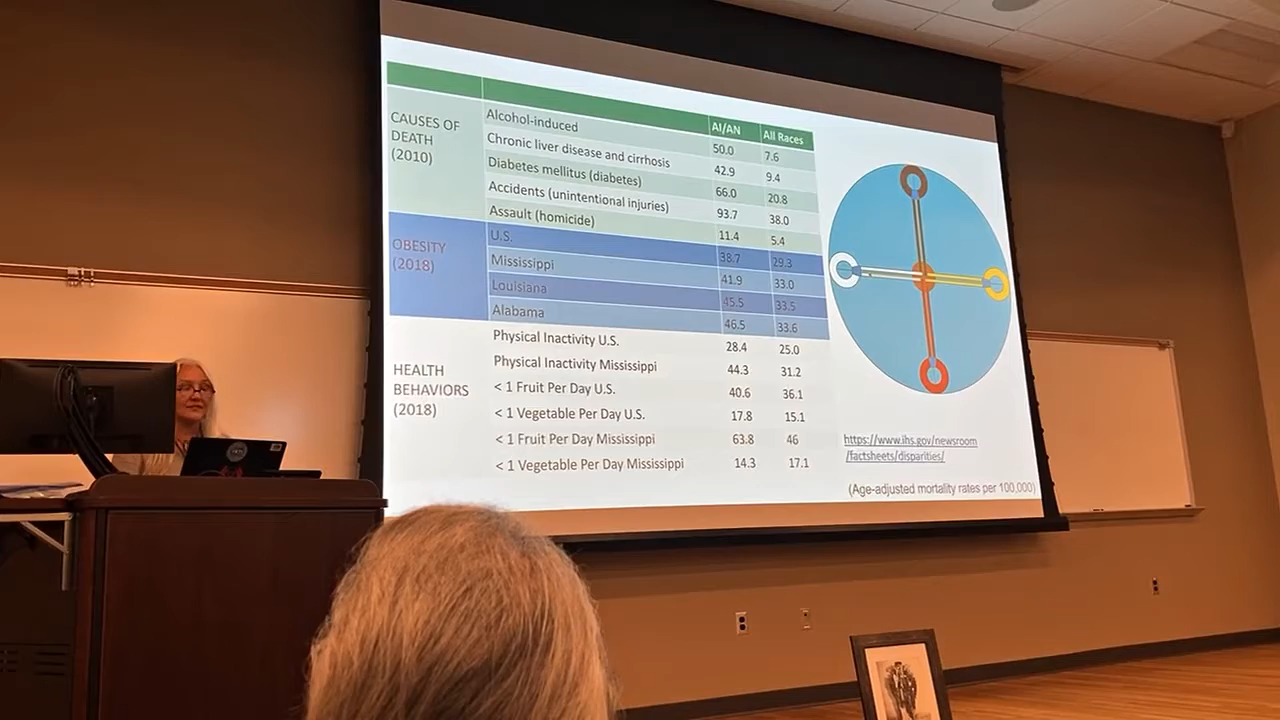 AI/AN All Races
CAUSES OF DEATH (2010)
Alcohol-induced 50.0 7.6
Chronic liver disease and cirrhosis 42.9 9.4
Diabetes mellitus (diabetes) 66.0 20.8
Accidents (unintentional injuries) 93.7 38.0
Assault (homicide) 11.4 5.4
OBESITY (2018)
U.S. 38.7 29.3
Mississippi 41.9 33.0
Louisiana 45.5 33.5
Alabama 46.5 33.6
HEALTH BEHAVIORS (2018)
Physical Inactivity U.S. 28.4 25.0
Physical Inactivity Mississippi 44.3 31.2
< 1 Fruit Per Day U.S. 40.6 36.1
< 1 Vegetable Per Day U.S. 17.8 15.1
< 1 Fruit Per Day Mississippi 63.8 46
< 1 Vegetable Per Day Mississippi 14.3 17.1
https://www.ihs.gov/newsroom
/factsheets/disparities/
(Age-adjusted mortality rates per 100,000)